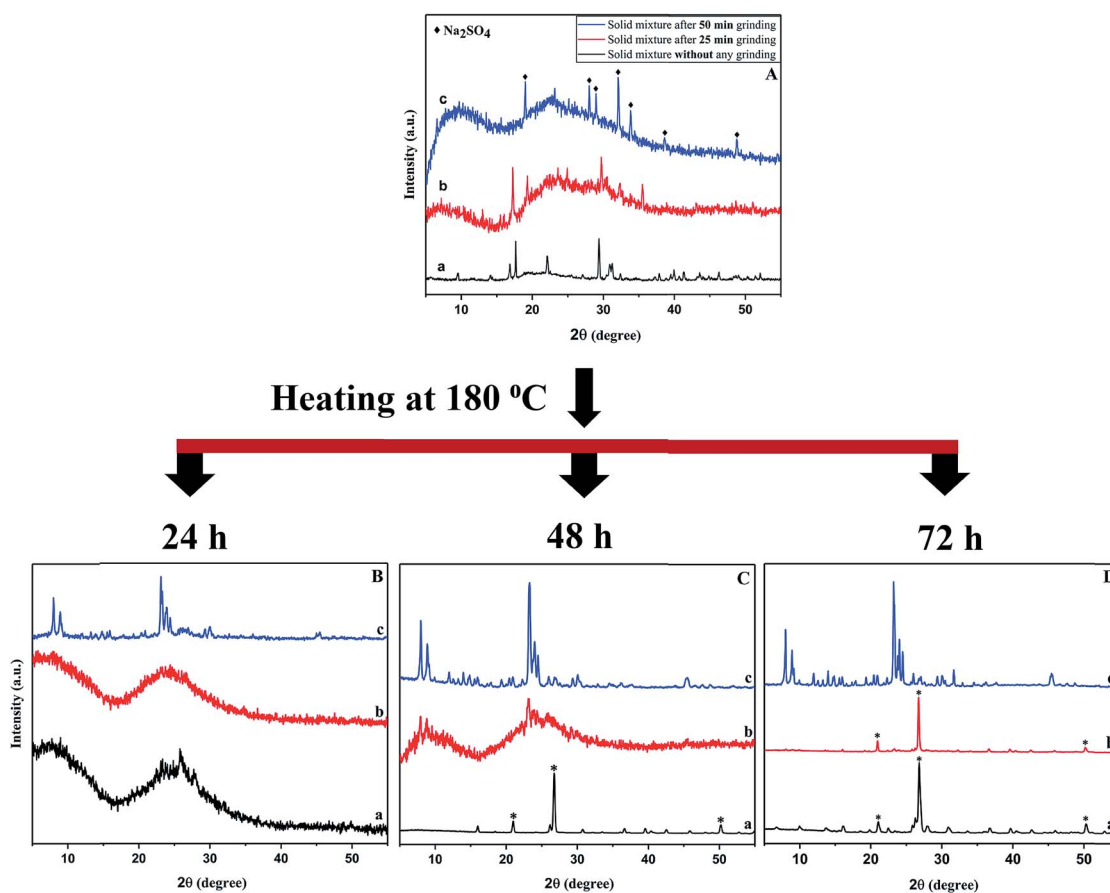 ♦ Na₂SO₄
Solid mixture after 50 min grinding
Solid mixture after 25 min grinding
Solid mixture without any grinding
A
c
b
a
Intensity (a.u.)
10 20 30 40 50
2θ (degree)
Heating at 180 ⁰C
24 h
48 h
72 h
B
c
b
a
Intensity (a.u.)
10 20 30 40 50
2θ (degree)
C
c
b
* * *
a
10 20 30 40 50
2θ (degree)
* * *
* * *
10 20 30 40 50
2θ (degree)